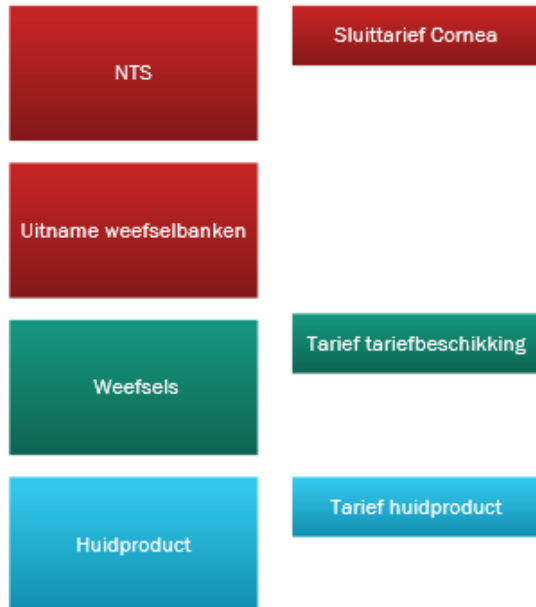 NTS
Sluittarief Cornea
Uitname weefselbanken
Weefsels
Tarief tariefbeschikking
Huidproduct
Tarief huidproduct